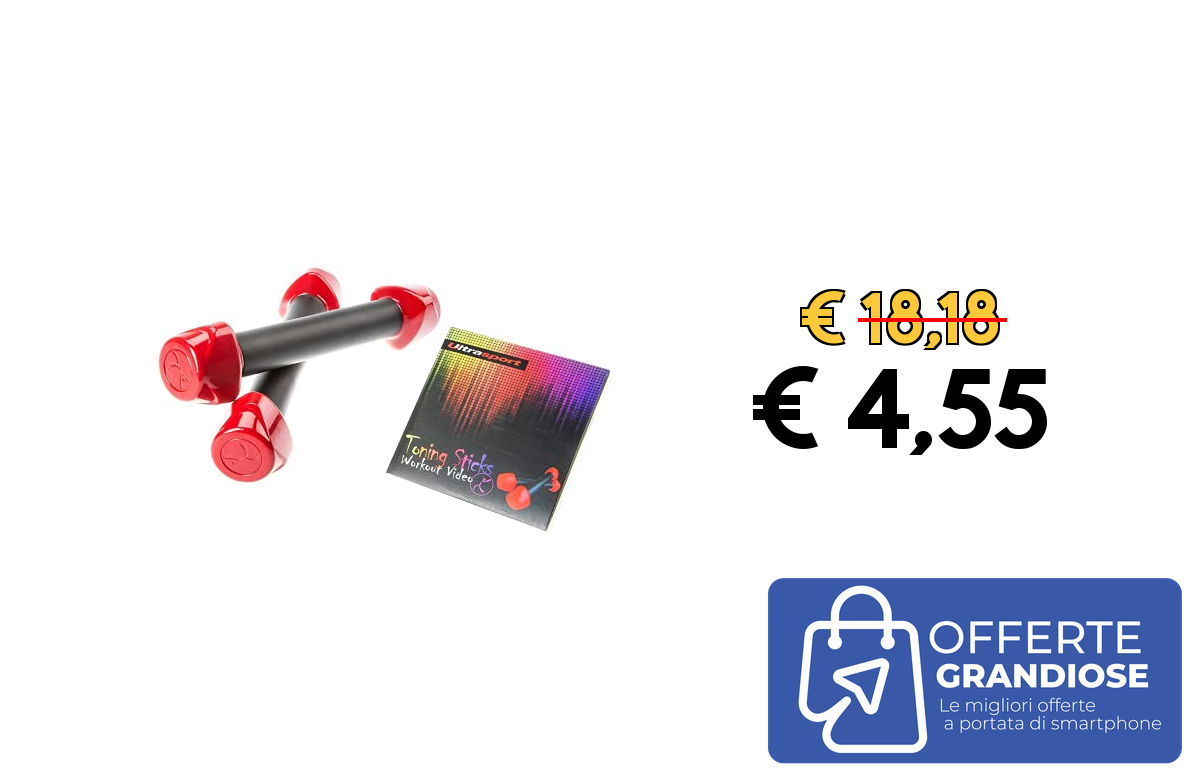 Ultrasport
Toning Sticks
Workout Video
€ 18,18
€ 4,55
OFFERTE
GRANDIOSE
Le migliori offerte
a portata di smartphone